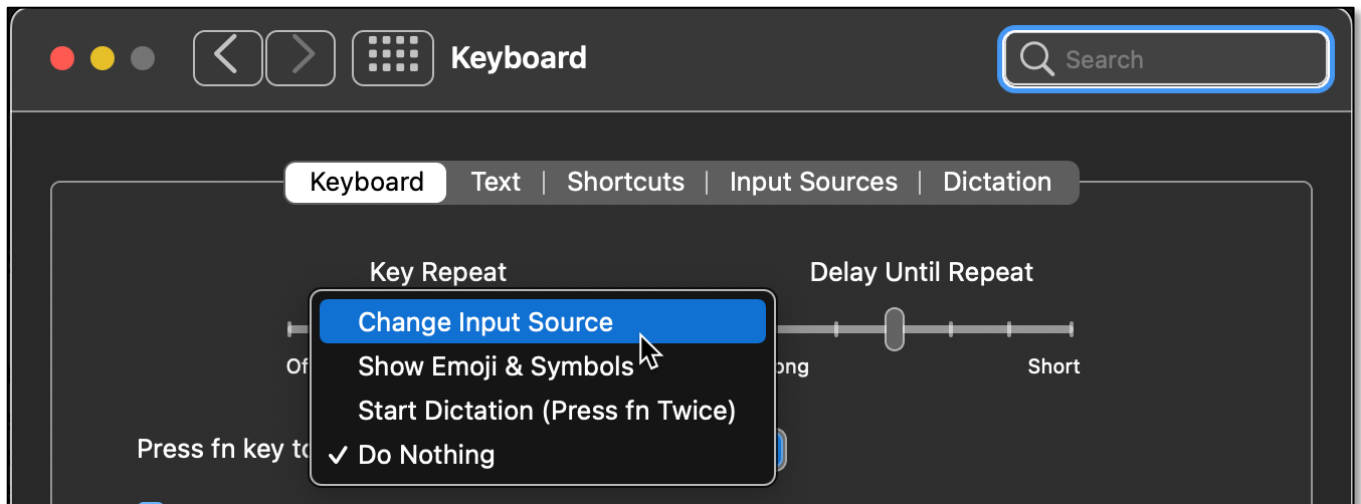 Keyboard
Search
Keyboard | Text | Shortcuts | Input Sources | Dictation
Key Repeat
Delay Until Repeat
Change Input Source
Show Emoji & Symbols
Short
Start Dictation (Press fn Twice)
Press fn key to
✓ Do Nothing